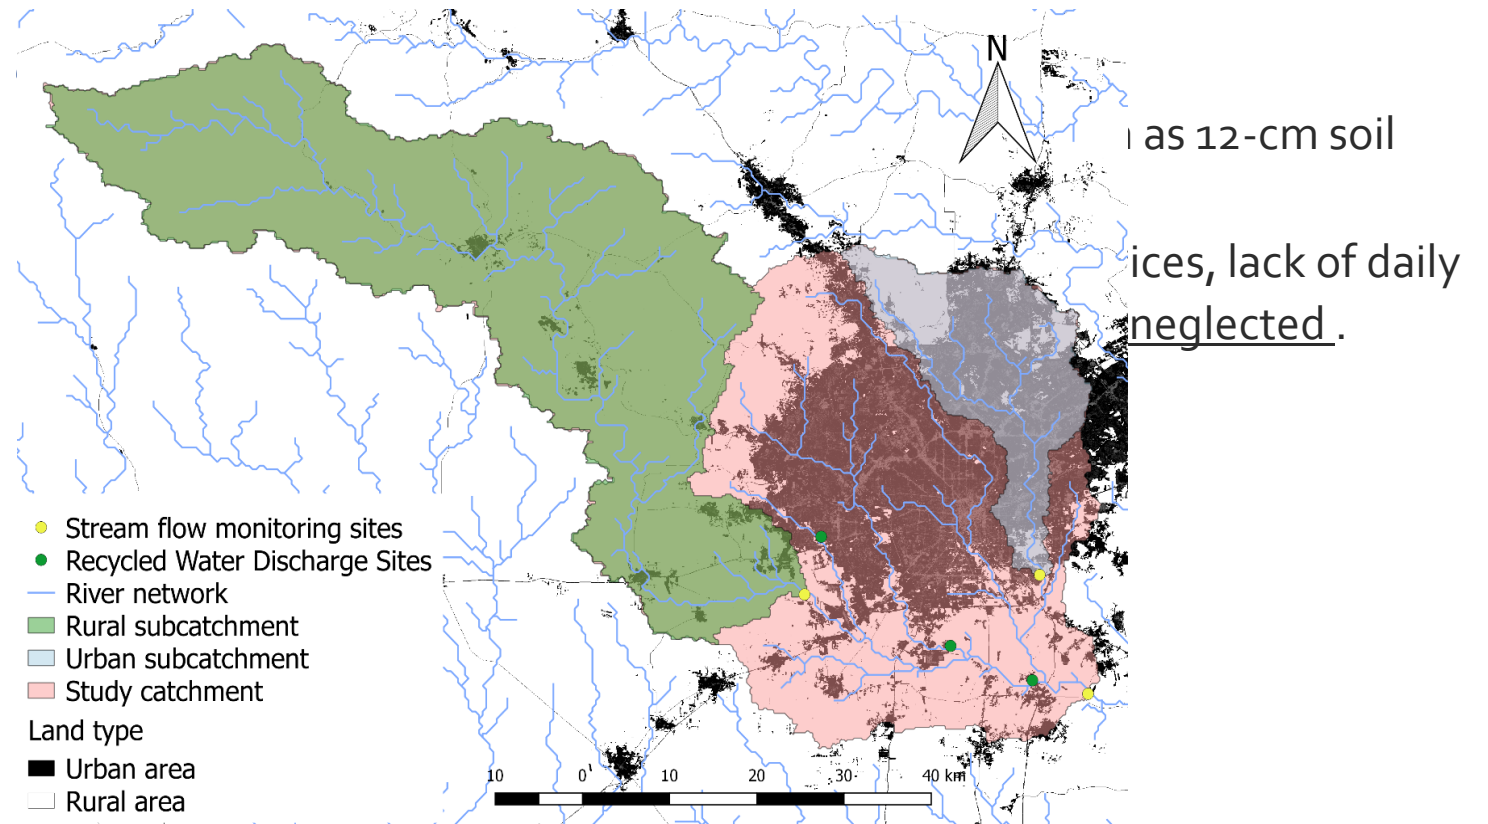 N
as 12-cm soil
ices, lack of daily
neglected .
Stream flow monitoring sites
Recycled Water Discharge Sites
River network
Rural subcatchment
Urban subcatchment
Study catchment
Land type
Urban area
Rural area
10 0 10 20 30 40 km